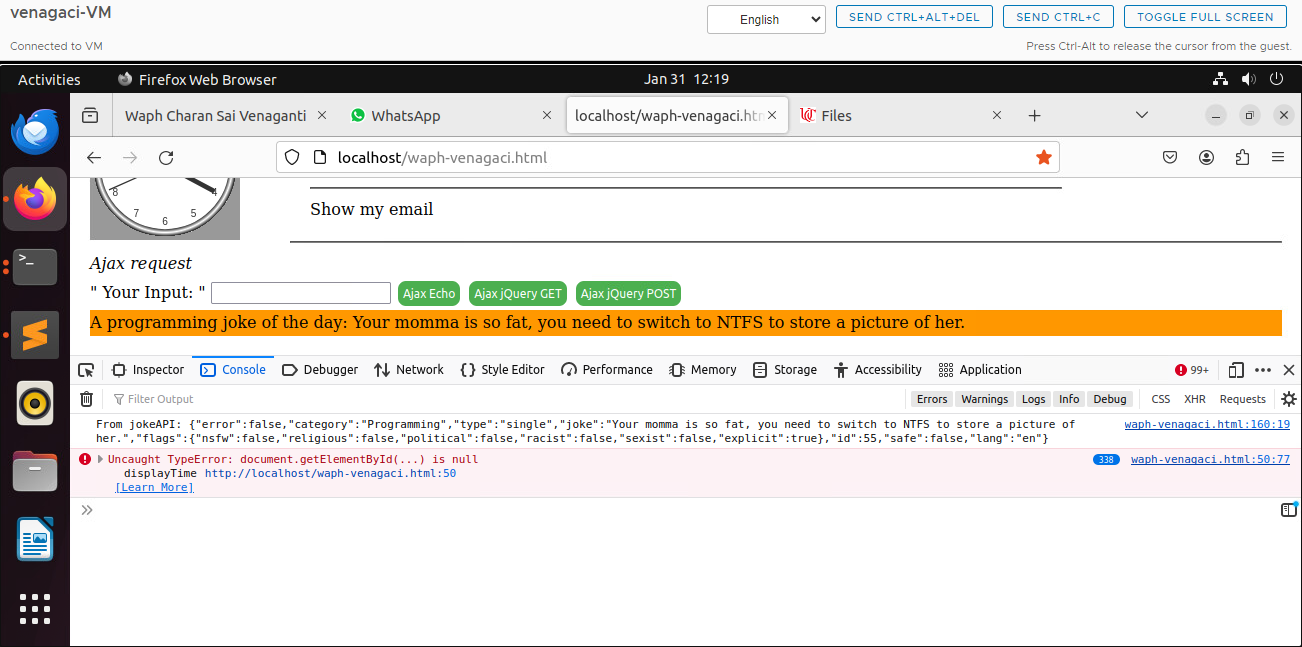 venagaci-VM
English
SEND CTRL+ALT+DEL
SEND CTRL+C
TOGGLE FULL SCREEN
Connected to VM
Press Ctrl-Alt to release the cursor from the guest.
Activities
Firefox Web Browser
Jan 31 12:19
Waph Charan Sai Venaganti
WhatsApp
localhost/waph-venagaci.htm
Files
localhost/waph-venagaci.html
8
7
6
5
4
Show my email
Ajax request
" Your Input: "
Ajax Echo
Ajax jQuery GET
Ajax jQuery POST
A programming joke of the day: Your momma is so fat, you need to switch to NTFS to store a picture of her.
Inspector
Console
Debugger
Network
Style Editor
Performance
Memory
Storage
Accessibility
Application
99+
Filter Output
Errors
Warnings
Logs
Info
Debug
CSS
XHR
Requests
From jokeAPI: {"error":false,"category":"Programming","type":"single","joke":"Your momma is so fat, you need to switch to NTFS to store a picture of
waph-venagaci.html:160:19
her.","flags":{"nsfw":false,"religious":false,"political":false,"racist":false,"sexist":false,"explicit":true},"id":55,"safe":false,"lang":"en"}
Uncaught TypeError: document.getElementById(...) is null
338
waph-venagaci.html:50:77
displayTime http://localhost/waph-venagaci.html:50
[Learn More]